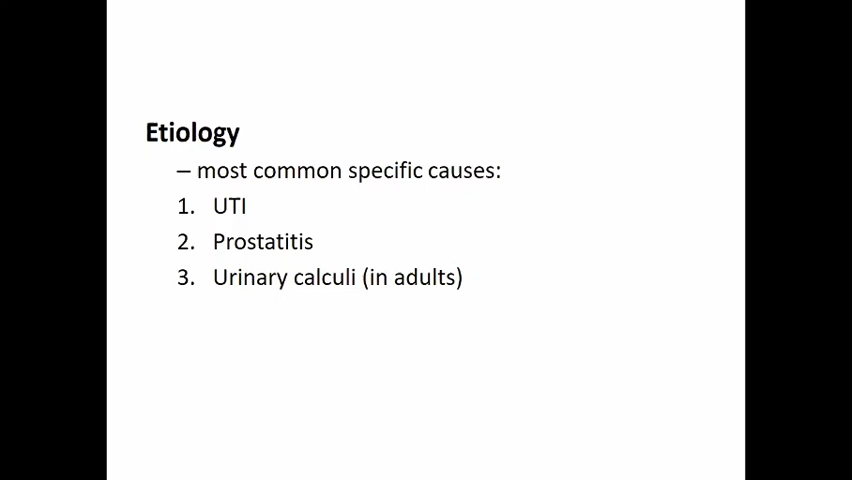 Etiology
– most common specific causes:
1. UTI
2. Prostatitis
3. Urinary calculi (in adults)